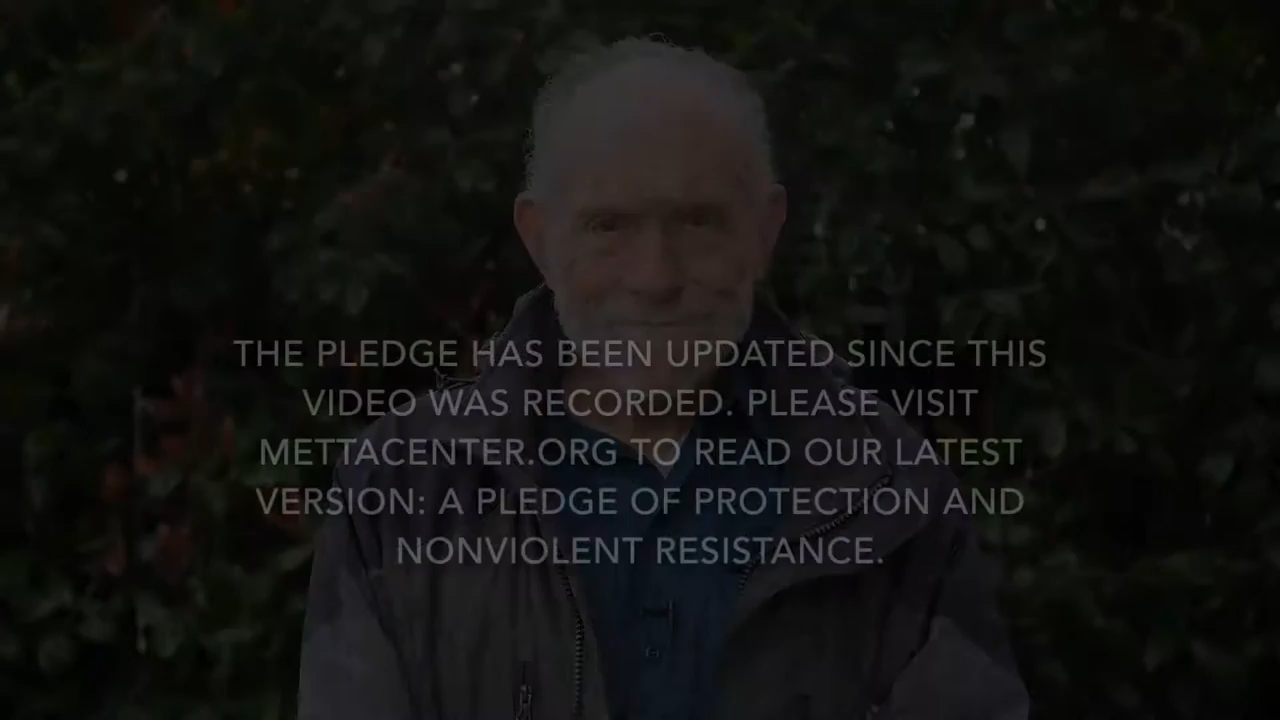 THE PLEDGE HAS BEEN UPDATED SINCE THIS
VIDEO WAS RECORDED. PLEASE VISIT
METTACENTER.ORG TO READ OUR LATEST
VERSION: A PLEDGE OF PROTECTION AND
NONVIOLENT RESISTANCE.